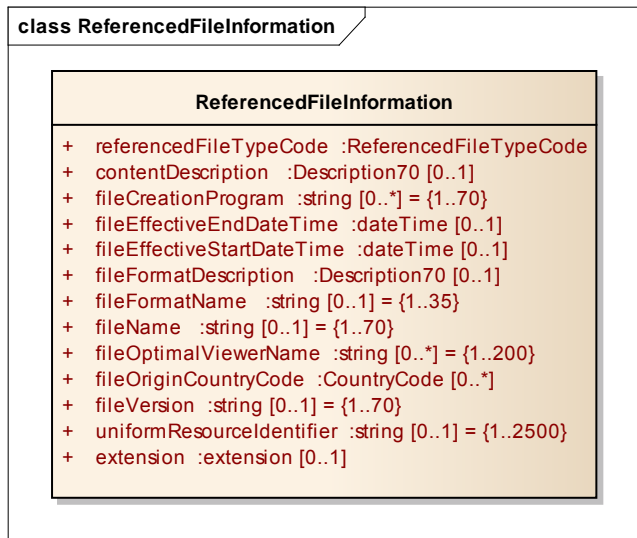 class ReferencedFileInformation
ReferencedFileInformation
+ referencedFileTypeCode :ReferencedFileTypeCode
+ contentDescription :Description70 [0..1]
+ fileCreationProgram :string [0..*] = {1..70}
+ fileEffectiveEndDateTime :dateTime [0..1]
+ fileEffectiveStartDateTime :dateTime [0..1]
+ fileFormatDescription :Description70 [0..1]
+ fileFormatName :string [0..1] = {1..35}
+ fileName :string [0..1] = {1..70}
+ fileOptimalViewerName :string [0..*] = {1..200}
+ fileOriginCountryCode :CountryCode [0..*]
+ fileVersion :string [0..1] = {1..70}
+ uniformResourceIdentifier :string [0..1] = {1..2500}
+ extension :extension [0..1]